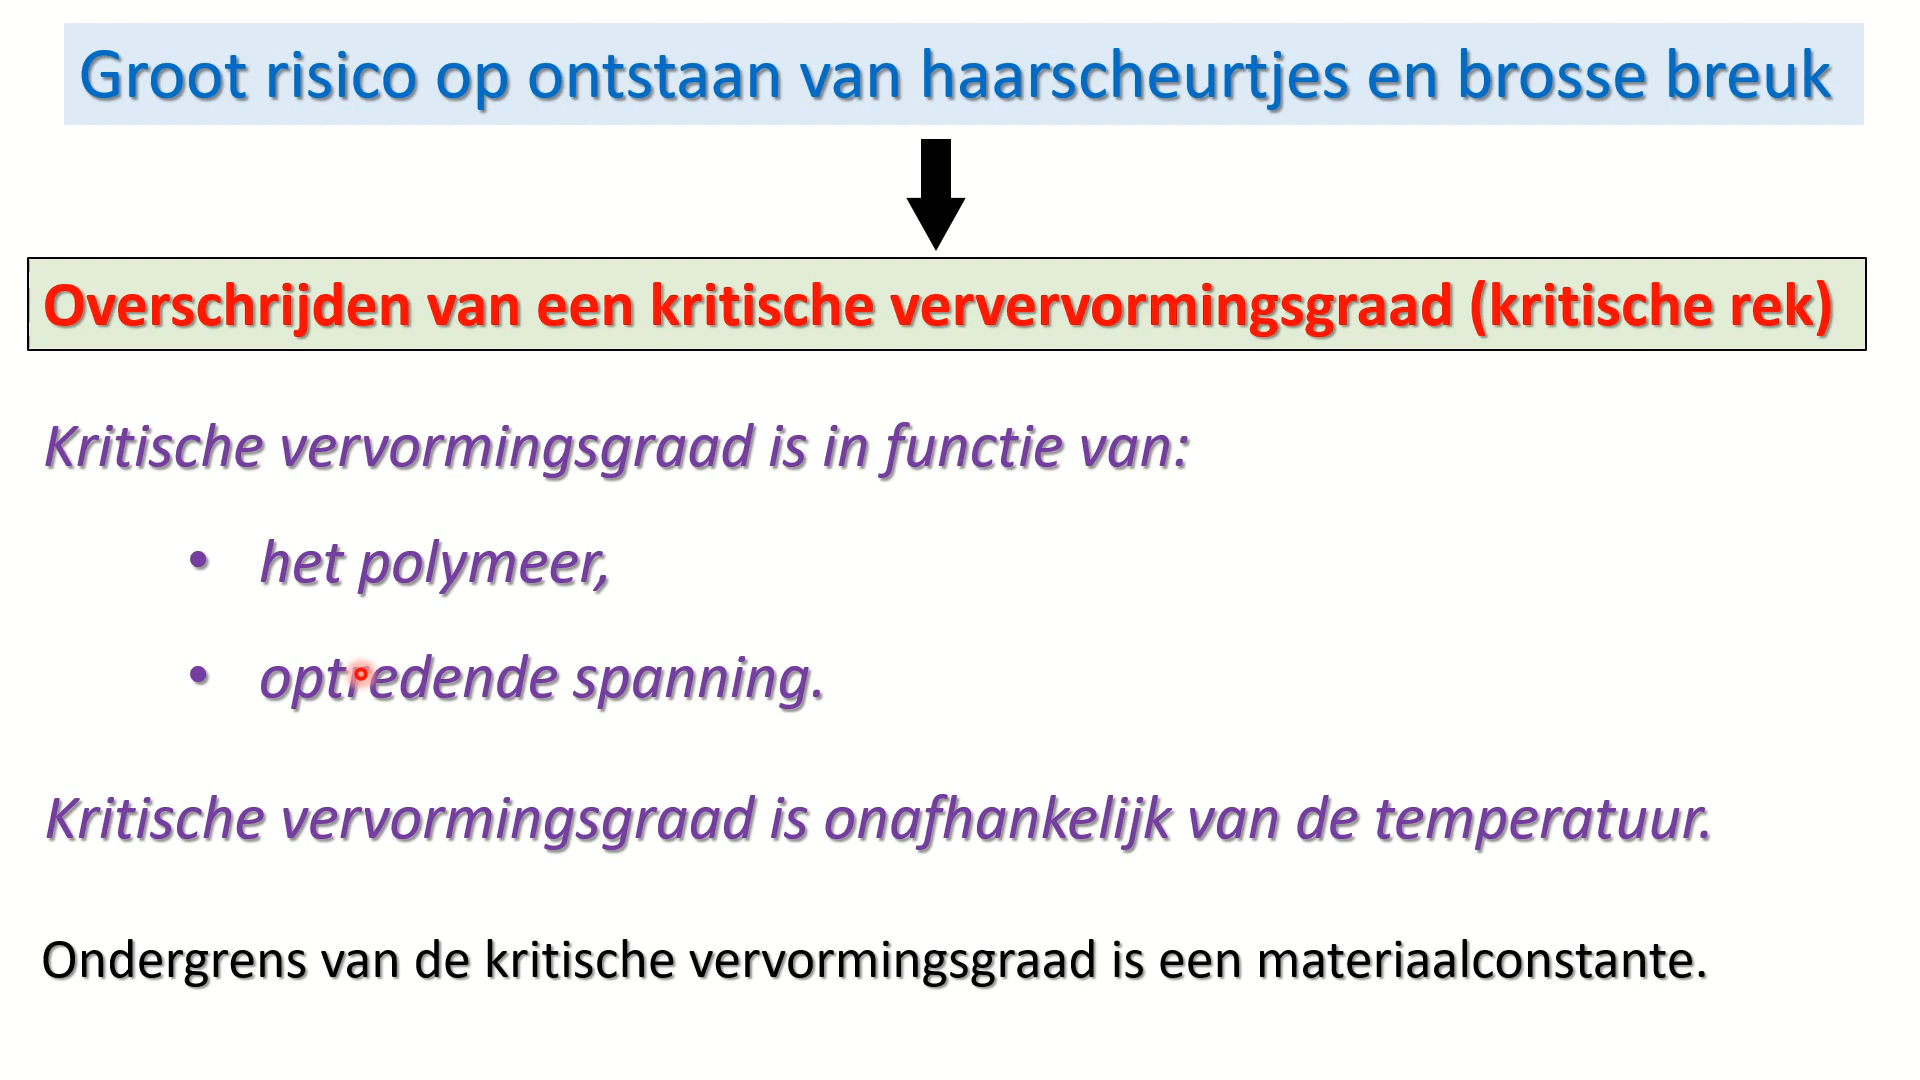 Groot risico op ontstaan van haarscheurtjes en brosse breuk
Overschrijden van een kritische ververvormingsgraad (kritische rek)
Kritische vervormingsgraad is in functie van:
• het polymeer,
• optredende spanning.
Kritische vervormingsgraad is onafhankelijk van de temperatuur.
Ondergrens van de kritische vervormingsgraad is een materiaalconstante.